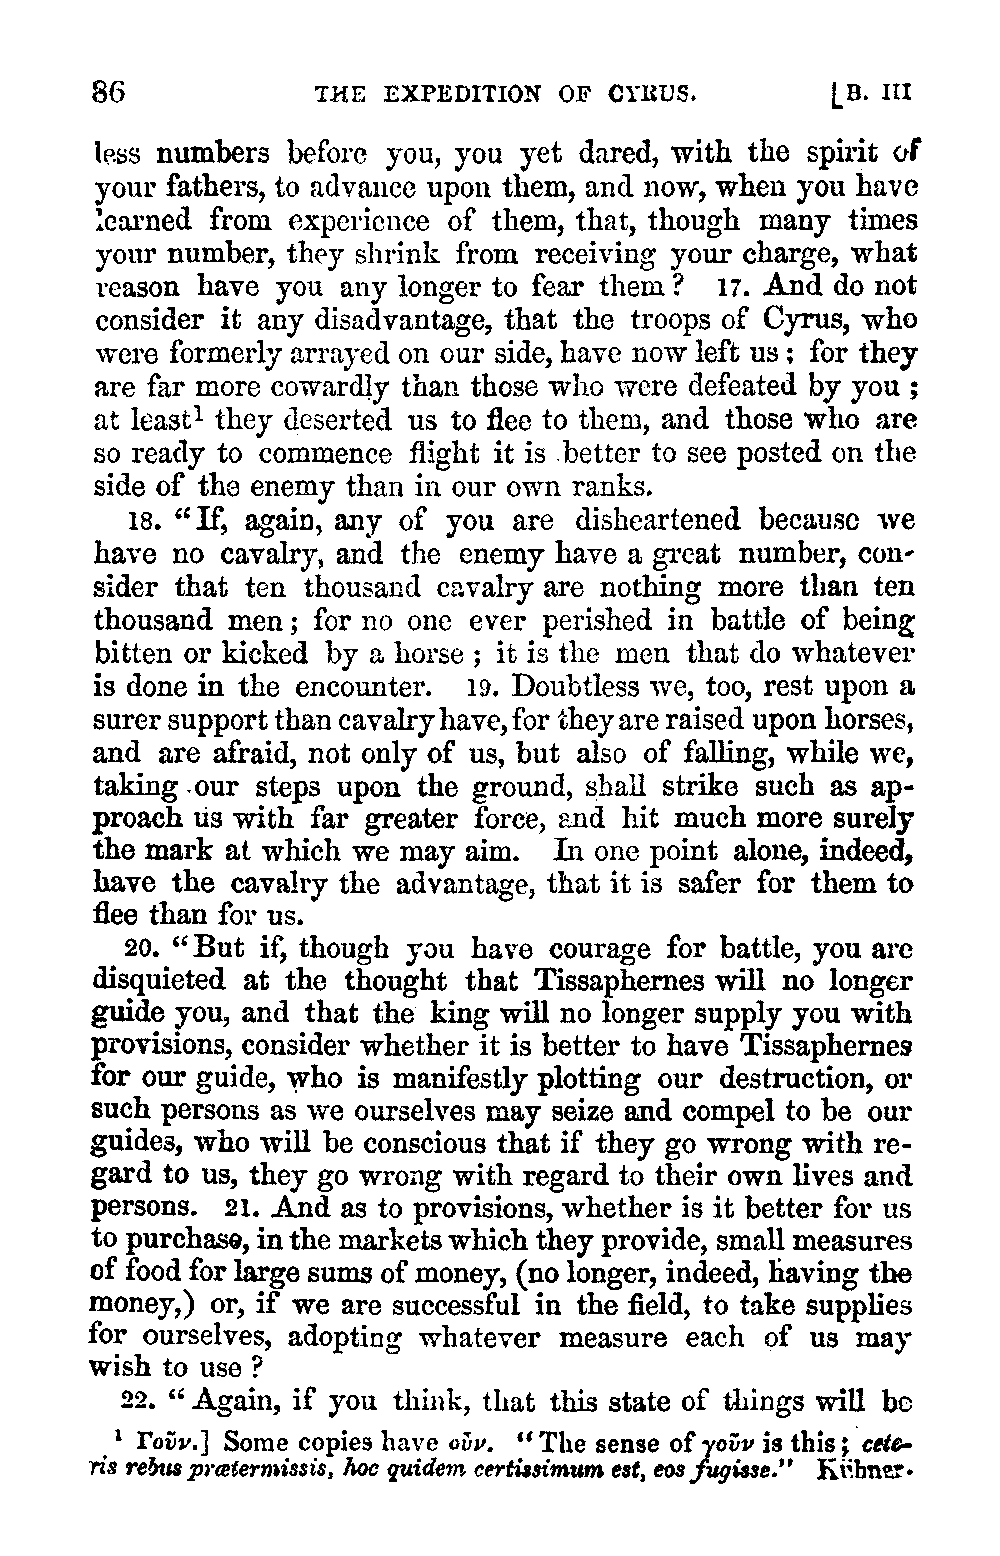 86 THE EXPEDITION OF CYRUS. [B. III
less numbers before you, you yet dared, with the spirit of
your fathers, to advance upon them, and now, when you have
learned from experience of them, that, though many times
your number, they shrink from receiving your charge, what
reason have you any longer to fear them? 17. And do not
consider it any disadvantage, that the troops of Cyrus, who
were formerly arrayed on our side, have now left us; for they
are far more cowardly than those who were defeated by you;
at least¹ they deserted us to flee to them, and those who are
so ready to commence flight it is better to see posted on the
side of the enemy than in our own ranks.
18. "If, again, any of you are disheartened because we
have no cavalry, and the enemy have a great number, con-
sider that ten thousand cavalry are nothing more than ten
thousand men; for no one ever perished in battle of being
bitten or kicked by a horse; it is the men that do whatever
is done in the encounter. 19. Doubtless we, too, rest upon a
surer support than cavalry have, for they are raised upon horses,
and are afraid, not only of us, but also of falling, while we,
taking our steps upon the ground, shall strike such as ap-
proach us with far greater force, and hit much more surely
the mark at which we may aim. In one point alone, indeed,
have the cavalry the advantage, that it is safer for them to
flee than for us.
20. "But if, though you have courage for battle, you are
disquieted at the thought that Tissaphernes will no longer
guide you, and that the king will no longer supply you with
provisions, consider whether it is better to have Tissaphernes
for our guide, who is manifestly plotting our destruction, or
such persons as we ourselves may seize and compel to be our
guides, who will be conscious that if they go wrong with re-
gard to us, they go wrong with regard to their own lives and
persons. 21. And as to provisions, whether is it better for us
to purchase, in the markets which they provide, small measures
of food for large sums of money, (no longer, indeed, having the
money,) or, if we are successful in the field, to take supplies
for ourselves, adopting whatever measure each of us may
wish to use?
22. "Again, if you think, that this state of things will be
¹ Γοῦν.] Some copies have οὖν. "The sense of γοῦν is this; cete-
ris rebus prætermissis, hoc quidem certissimum est, eos fugisse." Kühner.